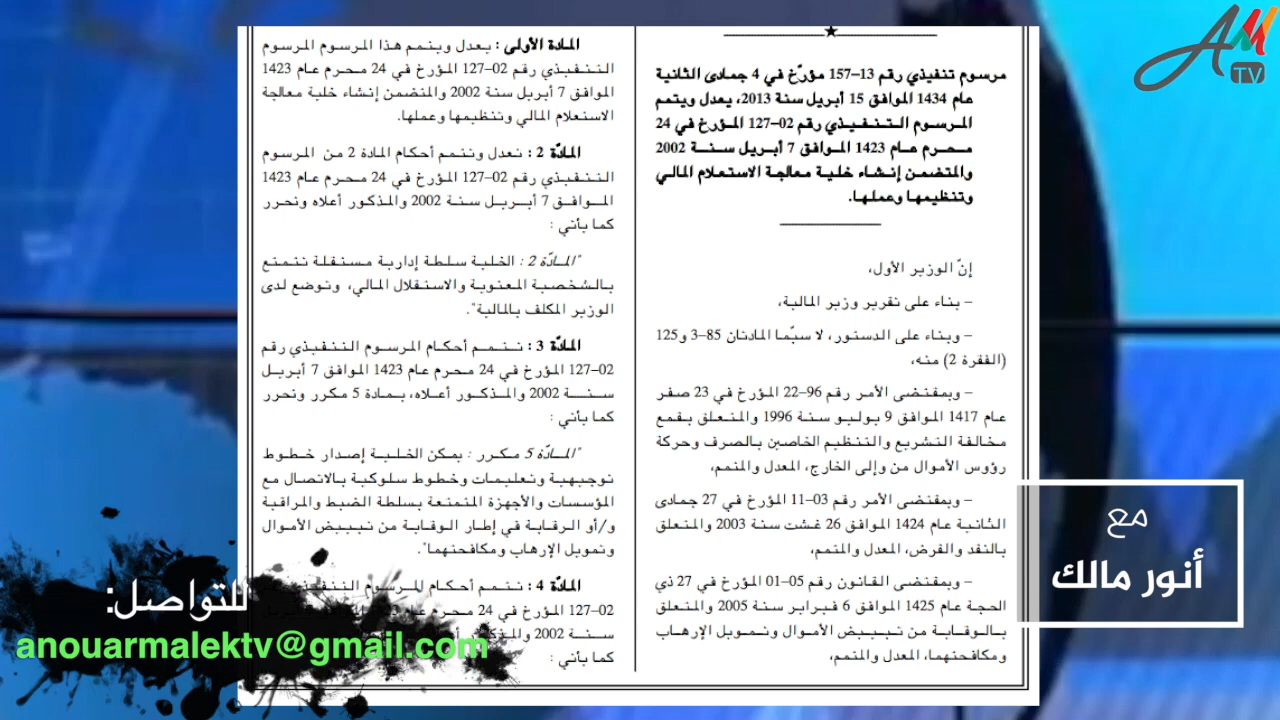 AM
TV
مرسوم تنفيذي رقم 13–157 مؤرّخ في 4 جمادى الثانية
عام 1434 الموافق 15 أبريل سنة 2013، يعدل ويتمم
المرسوم التنفيذي رقم 02–127 المؤرخ في 24
محرم عام 1423 الموافق 7 أبريل سنة 2002
والمتضمن إنشاء خلية معالجة الاستعلام المالي
وتنظيمها وعملها.
إنّ الوزير الأول،
– بناء على تقرير وزير المالية،
– وبناء على الدستور، لا سيّما المادتان 85–3 و125
(الفقرة 2) منه،
– وبمقتضى الأمر رقم 96–22 المؤرخ في 23 صفر
عام 1417 الموافق 9 يوليو سنة 1996 والمتعلق بقمع
مخالفة التشريع والتنظيم الخاصين بالصرف وحركة
رؤوس الأموال من وإلى الخارج، المعدل والمتمم،
– وبمقتضى الأمر رقم 03–11 المؤرخ في 27 جمادى
الثانية عام 1424 الموافق 26 غشت سنة 2003 والمتعلق
بالنقد والقرض، المعدل والمتمم،
– وبمقتضى القانون رقم 05–01 المؤرخ في 27 ذي
الحجة عام 1425 الموافق 6 فبراير سنة 2005 والمتعلق
بالوقاية من تبييض الأموال وتمويل الإرهاب
ومكافحتهما، المعدل والمتمم،
المادة الأولى : يعدل ويتمم هذا المرسوم المرسوم
التنفيذي رقم 02–127 المؤرخ في 24 محرم عام 1423
الموافق 7 أبريل سنة 2002 والمتضمن إنشاء خلية معالجة
الاستعلام المالي وتنظيمها وعملها.
المادّة 2 : تعدل وتتمم أحكام المادة 2 من المرسوم
التنفيذي رقم 02–127 المؤرخ في 24 محرم عام 1423
الموافق 7 أبريل سنة 2002 والمذكور أعلاه وتحرر
كما يأتي :
"المادّة 2 : الخلية سلطة إدارية مستقلة تتمتع
بالشخصية المعنوية والاستقلال المالي، وتوضع لدى
الوزير المكلف بالمالية".
المادّة 3 : تتمم أحكام المرسوم التنفيذي رقم
02–127 المؤرخ في 24 محرم عام 1423 الموافق 7 أبريل
سنة 2002 والمذكور أعلاه، بمادة 5 مكرر وتحرر
كما يأتي :
"المادّة 5 مكرر : يمكن الخلية إصدار خطوط
توجيهية وتعليمات وخطوط سلوكية بالاتصال مع
المؤسسات والأجهزة المتمتعة بسلطة الضبط والمراقبة
و/أو الرقابة في إطار الوقاية من تبييض الأموال
وتمويل الإرهاب ومكافحتهما".
المادّة 4 : تتمم أحكام المرسوم
02–127 المؤرخ في 24 محرم
سنة 2002
كما يأتي :
مع
أنور مالك
للتواصل:
anouarmalektv@gmail.com